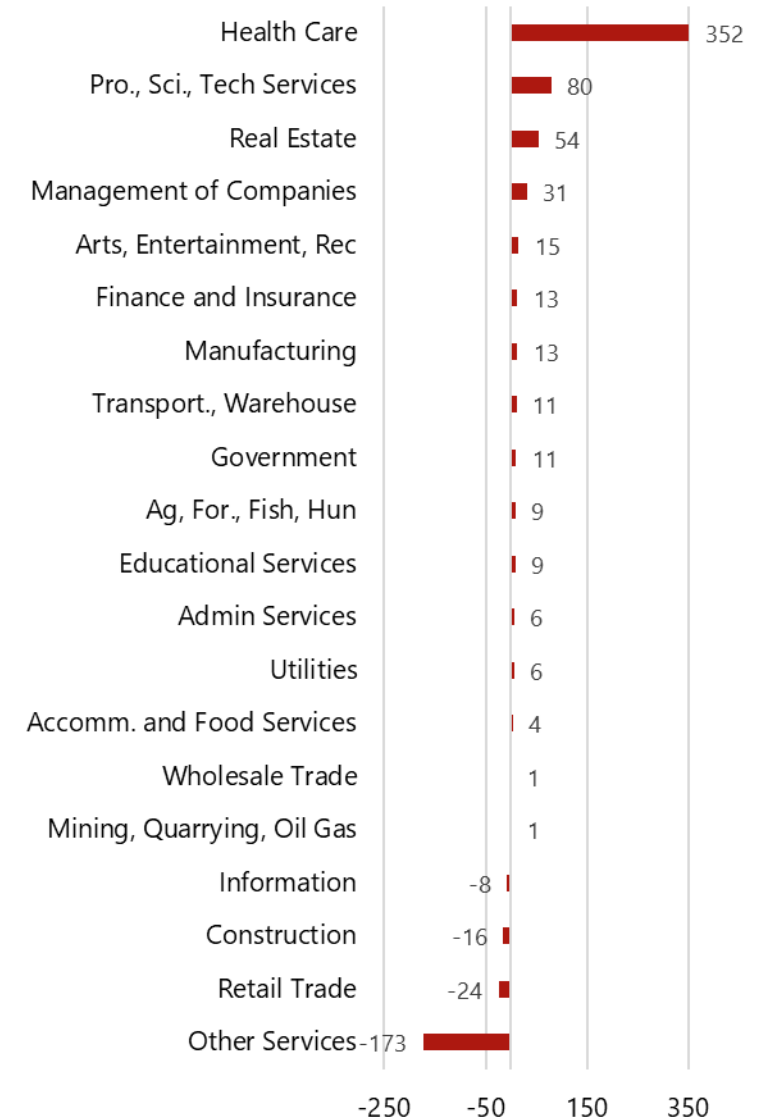 Health Care 352
Pro., Sci., Tech Services 80
Real Estate 54
Management of Companies 31
Arts, Entertainment, Rec 15
Finance and Insurance 13
Manufacturing 13
Transport., Warehouse 11
Government 11
Ag, For., Fish, Hun 9
Educational Services 9
Admin Services 6
Utilities 6
Accomm. and Food Services 4
Wholesale Trade 1
Mining, Quarrying, Oil Gas 1
Information -8
Construction -16
Retail Trade -24
Other Services -173
-250 -50 150 350